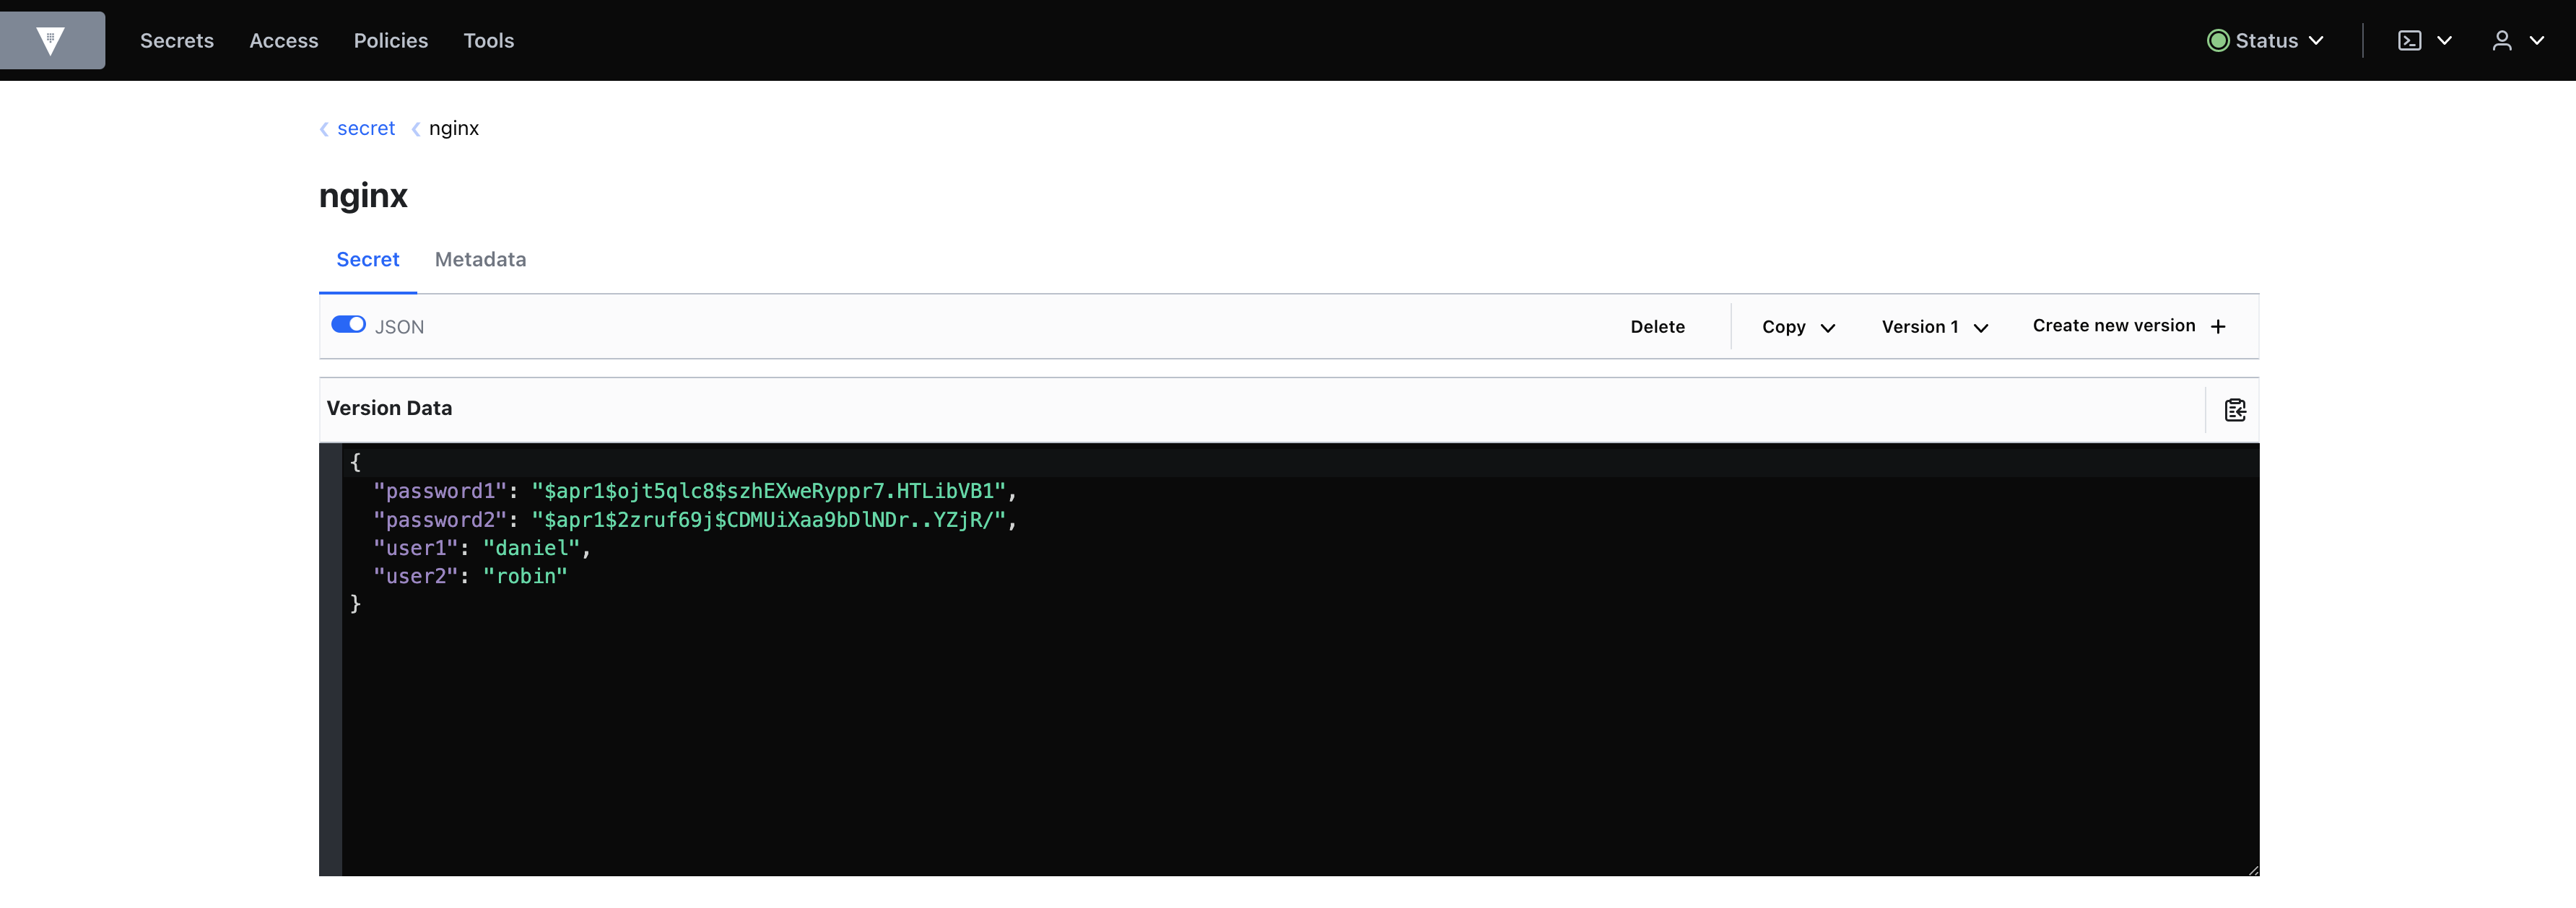 Secrets Access Policies Tools Status
secret nginx
nginx
Secret Metadata
JSON Delete Copy Version 1 Create new version +
Version Data
{
"password1": "$apr1$ojt5qlc8$szhEXweRyppr7.HTLibVB1",
"password2": "$apr1$2zruf69j$CDMUiXaa9bDlNDr..YZjR/",
"user1": "daniel",
"user2": "robin"
}